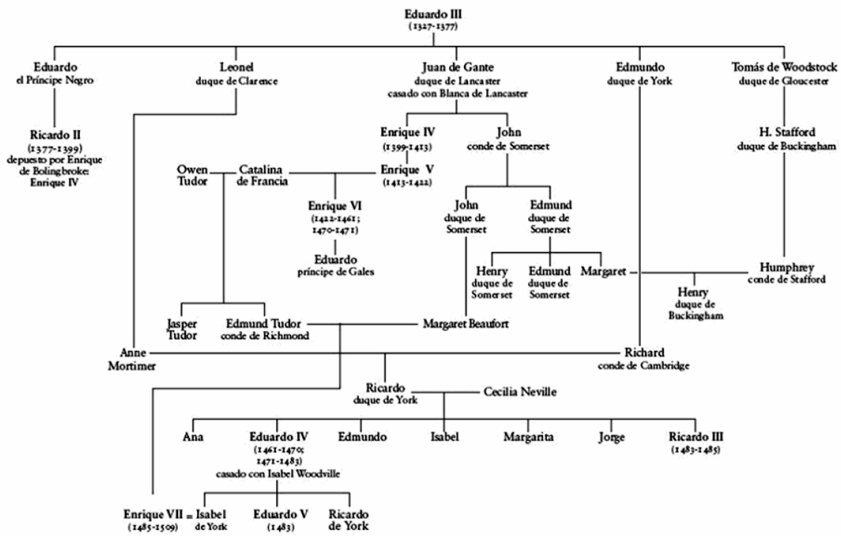 Eduardo III
(1327-1377)
Eduardo
el Príncipe Negro
Leonel
duque de Clarence
Juan de Gante
duque de Lancaster
casado con Blanca de Lancaster
Edmundo
duque de York
Tomás de Woodstock
duque de Gloucester
Ricardo II
(1377-1399)
depuesto por Enrique
de Bolingbroke:
Enrique IV
Enrique IV
(1399-1413)
John
conde de Somerset
H. Stafford
duque de Buckingham
Owen
Tudor
Catalina
de Francia
Enrique V
(1413-1422)
Enrique VI
(1422-1461;
1470-1471)
John
duque de
Somerset
Edmund
duque de
Somerset
Eduardo
príncipe de Gales
Henry
duque de
Somerset
Edmund
duque de
Somerset
Margaret
Humphrey
conde de Stafford
Henry
duque de
Buckingham
Jasper
Tudor
Edmund Tudor
conde de Richmond
Margaret Beaufort
Anne
Mortimer
Richard
conde de Cambridge
Ricardo
duque de York
Cecilia Neville
Ana
Eduardo IV
(1461-1470;
1471-1483)
casado con Isabel Woodville
Edmundo
Isabel
Margarita
Jorge
Ricardo III
(1483-1485)
Enrique VII = Isabel
(1485-1509)
de York
Eduardo V
(1483)
Ricardo
de York